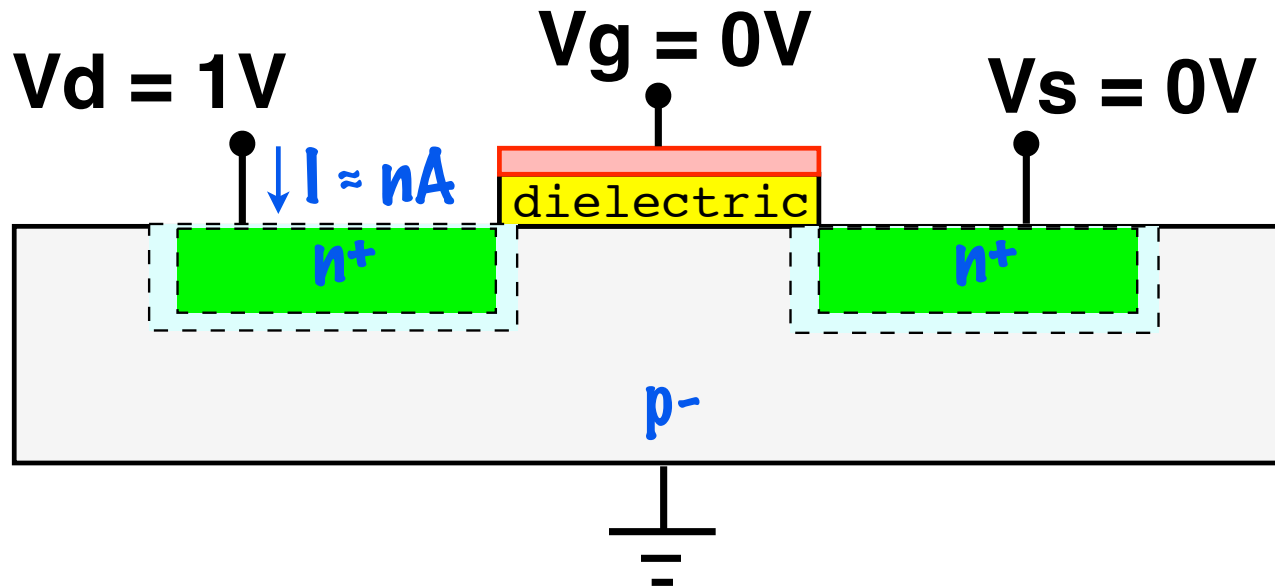 Vd = 1V
Vg = 0V
Vs = 0V
I ≈ nA
dielectric
n+
n+
p-